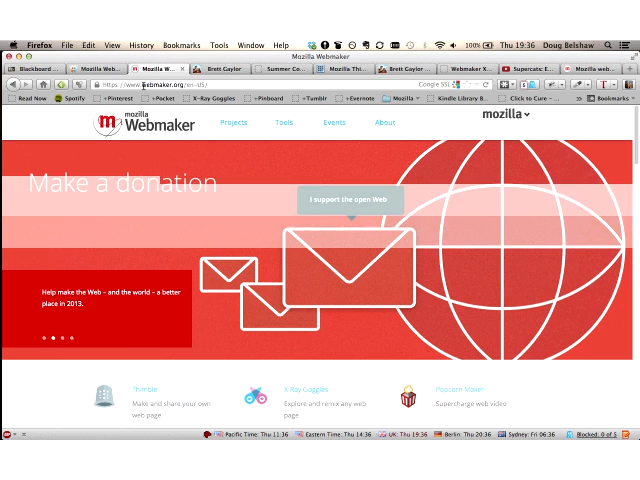 Firefox File Edit View History Bookmarks Tools Window Help 100% Thu 19:36 Doug Belshaw
Mozilla Webmaker
Blackboard ... Mozilla Webma... Mozilla W... Brett Gaylor Summer Co... Mozilla Thi... Brett Gaylor Webmaker X... Supercats: E... Mozilla web...
https://www.webmaker.org/en-US/ Google SSL
Read Now Spotify +Pinterest +Pocket X-Ray Goggles +Pinboard +Tumblr +Buffer Mozilla Kindle Library 8... Click to Cure – ... >> Bookmarks
mozilla
Webmaker
Projects Tools Events About
mozilla
Make a donation
I support the open Web
Help make the Web – and the world – a better
place in 2013.
Thimble
Make and share your own
web page
X-Ray Goggles
Explore and remix any web
page
Popcorn Maker
Supercharge web video
Pacific Time: Thu 11:36 Eastern Time: Thu 14:36 UK: Thu 19:36 Berlin: Thu 20:36 Sydney: Fri 06:36 Blocked: 0 of 5